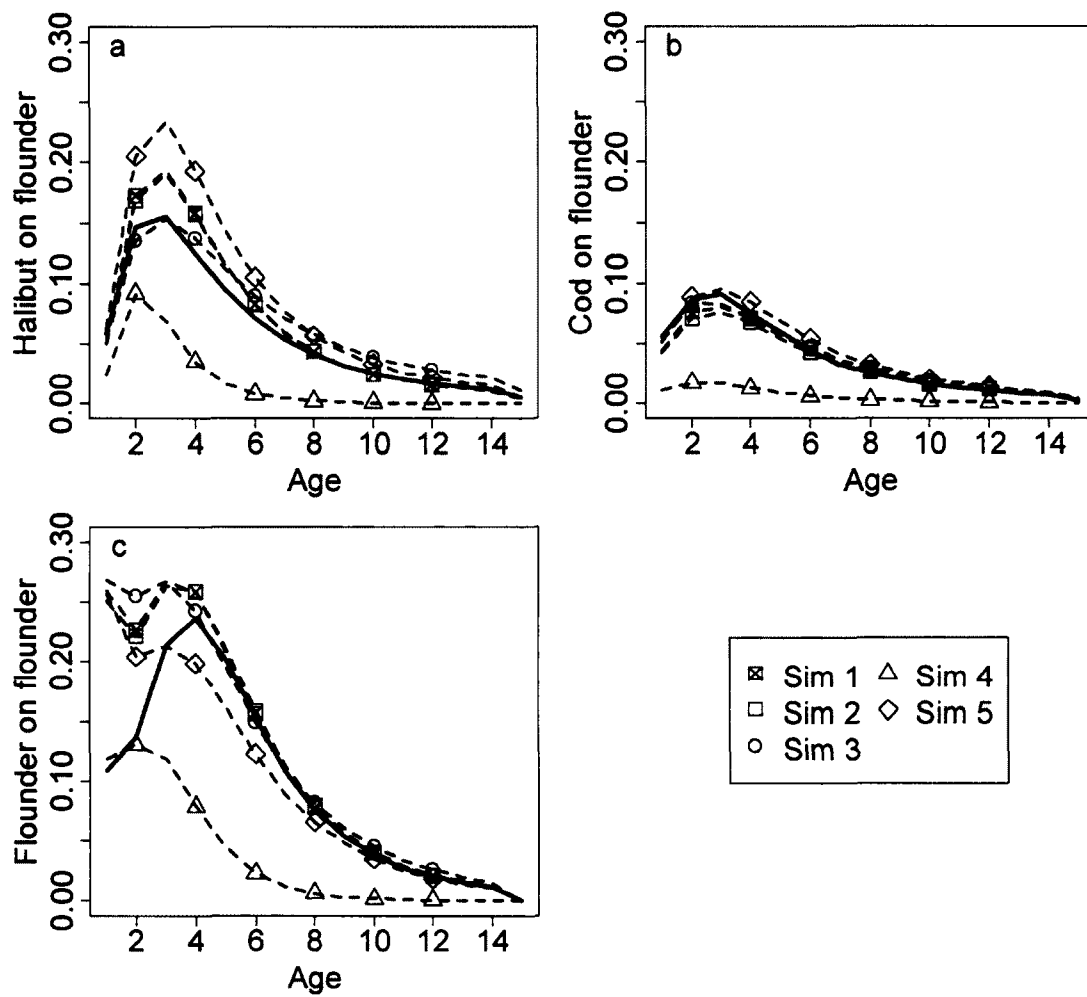 a
Halibut on flounder
0.00 0.10 0.20 0.30
2 4 6 8 10 12 14
Age
b
Cod on flounder
0.00 0.10 0.20 0.30
2 4 6 8 10 12 14
Age
c
Flounder on flounder
0.00 0.10 0.20 0.30
2 4 6 8 10 12 14
Age
Sim 1 Sim 4
Sim 2 Sim 5
Sim 3